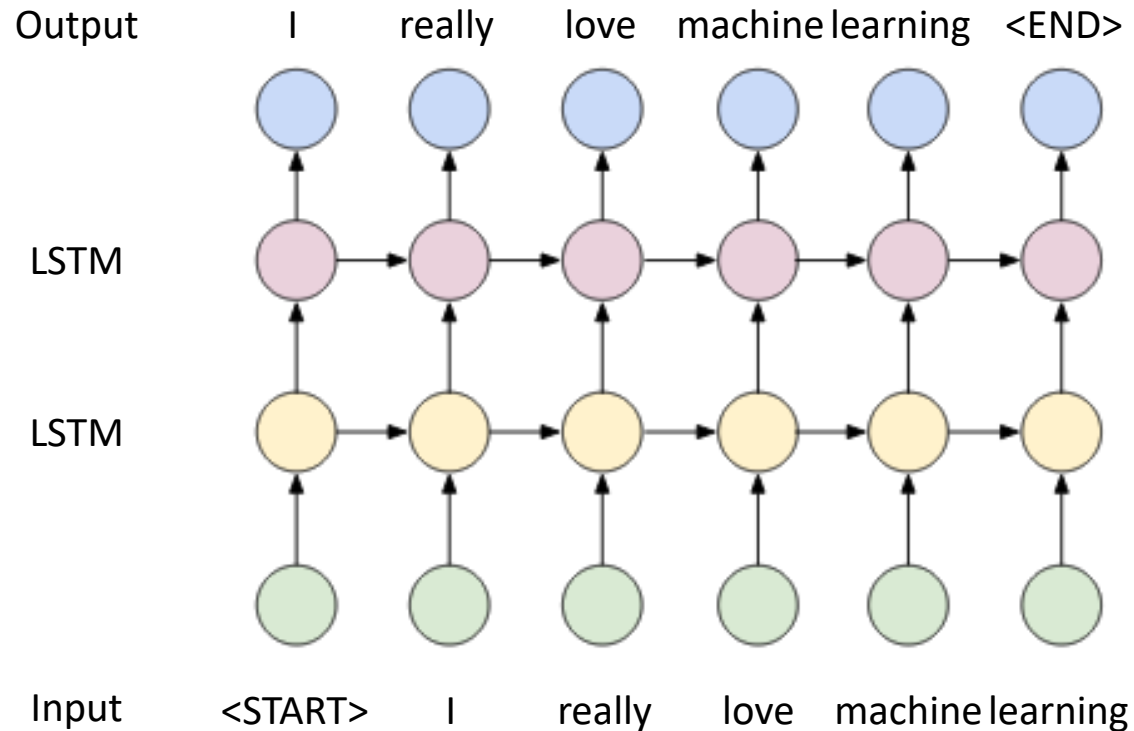 Output I really love machine learning <END>
LSTM
LSTM
Input <START> I really love machine learning